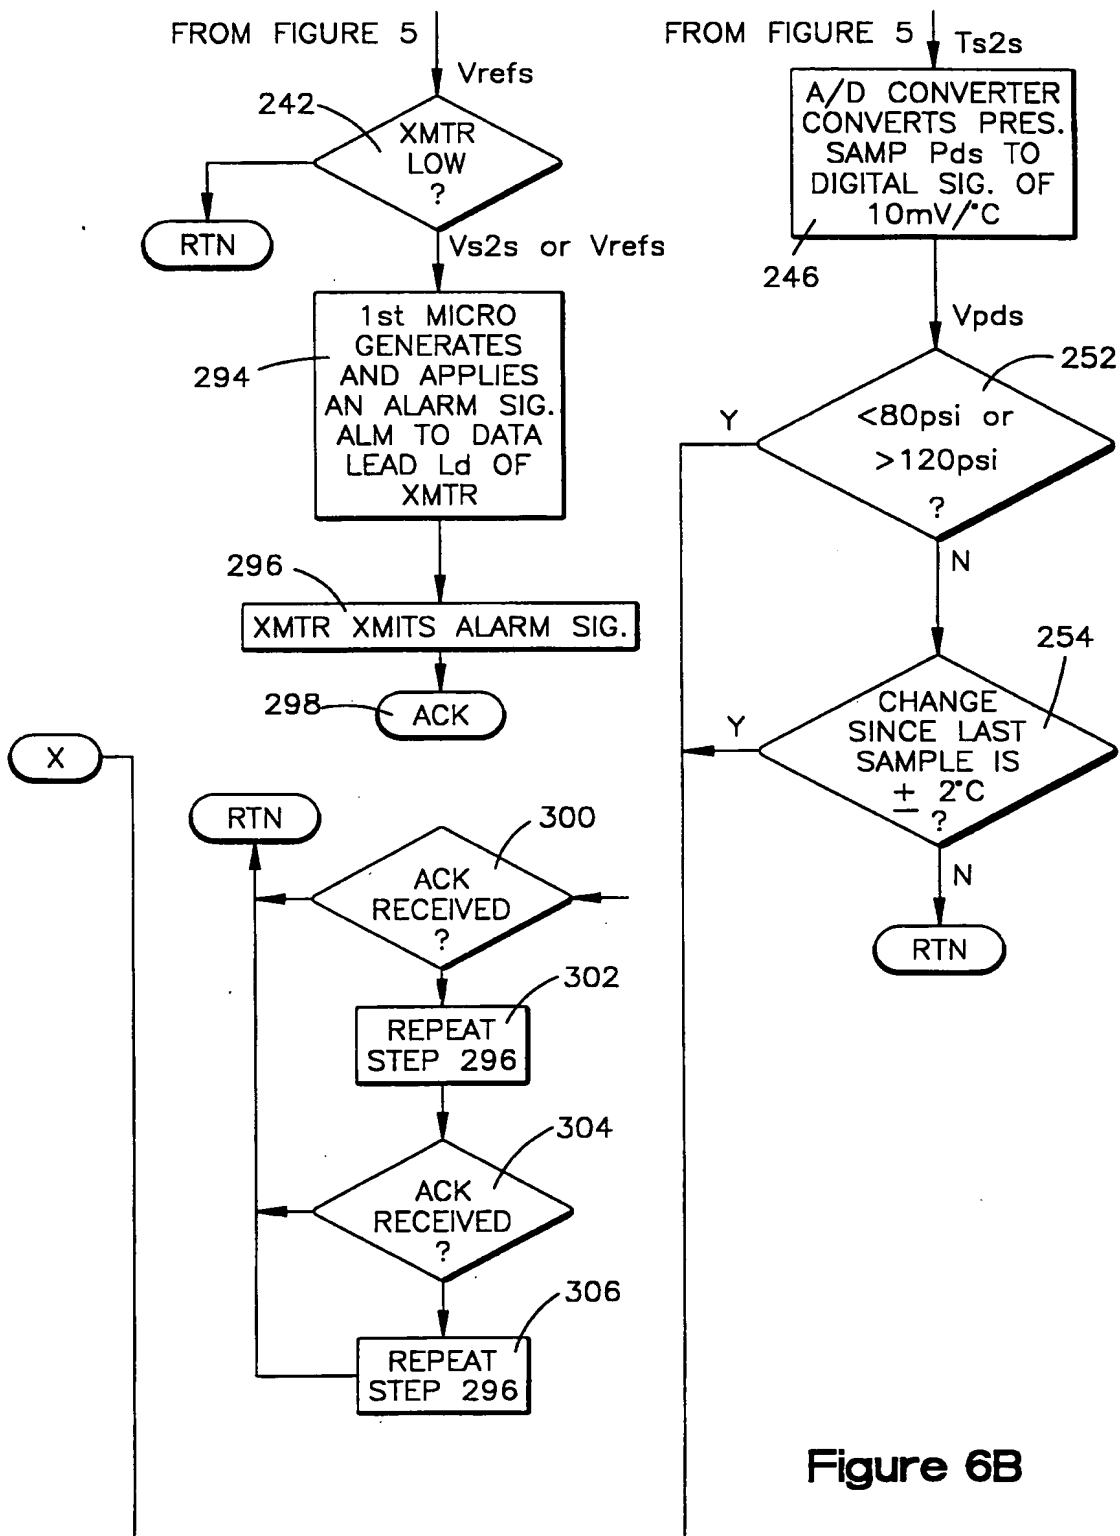 FROM FIGURE 5
Vrefs
242
XMTR
LOW
?
RTN
Vs2s or Vrefs
1st MICRO
GENERATES
AND APPLIES
AN ALARM SIG.
ALM TO DATA
LEAD Ld OF
XMTR
294
296
XMTR XMITS ALARM SIG.
298
ACK
X
RTN
300
ACK
RECEIVED
?
302
REPEAT
STEP 296
304
ACK
RECEIVED
?
306
REPEAT
STEP 296
FROM FIGURE 5
Ts2s
A/D CONVERTER
CONVERTS PRES.
SAMP Pds TO
DIGITAL SIG. OF
10mV/°C
246
Vpds
252
Y
<80psi or
>120psi
?
N
254
Y
CHANGE
SINCE LAST
SAMPLE IS
± 2°C
?
N
RTN
Figure 6B